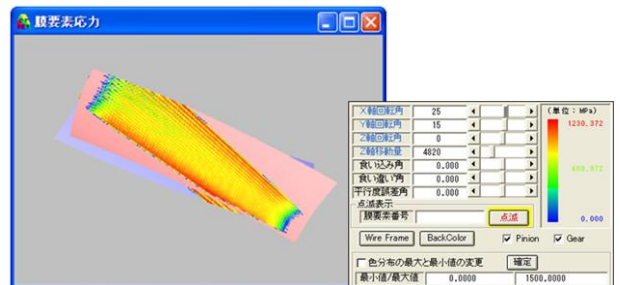 膜要素応力
X軸回転角 25
Y軸回転角 15
Z軸回転角 0
Z軸移動量 4820
食い込み角 0.000
食い違い角 0.000
平行度誤差角 0.000
(単位：MPa)
1230.372
0.000
点滅表示
膜要素番号 点滅
Wire Frame BackColor Pinion Gear
色分布の最大と最小値の変更 確定
最小値/最大値 0.0000 1500.0000